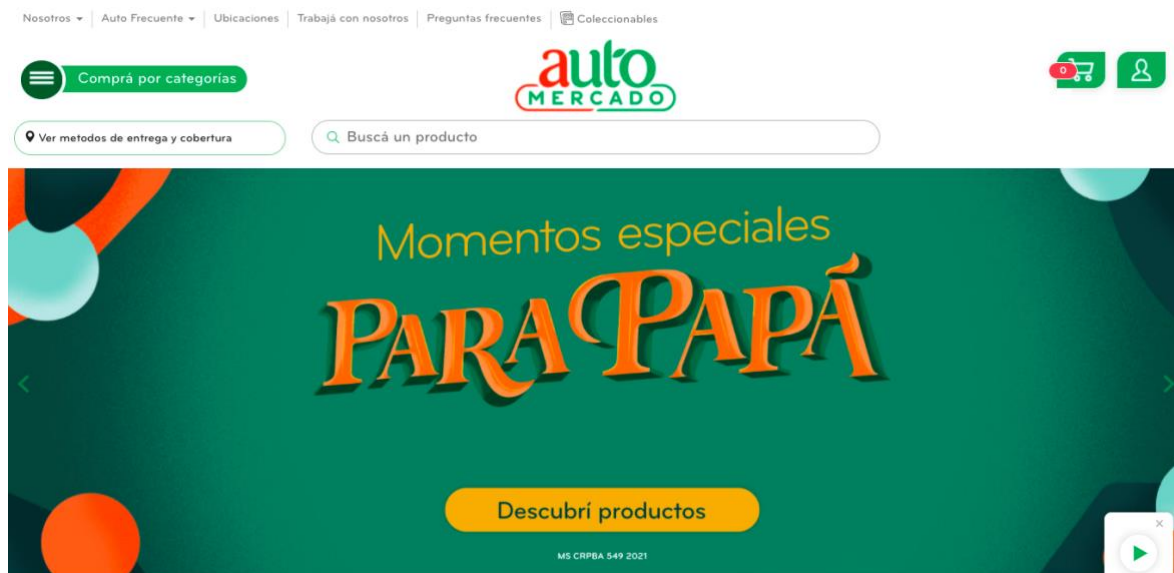 Nosotros
Auto Frecuente
Ubicaciones
Trabajá con nosotros
Preguntas frecuentes
Coleccionables
Comprá por categorías
auto
MERCADO
0
Ver metodos de entrega y cobertura
Buscá un producto
Momentos especiales
PARA PAPÁ
Descubrí productos
MS CRPBA 549 2021